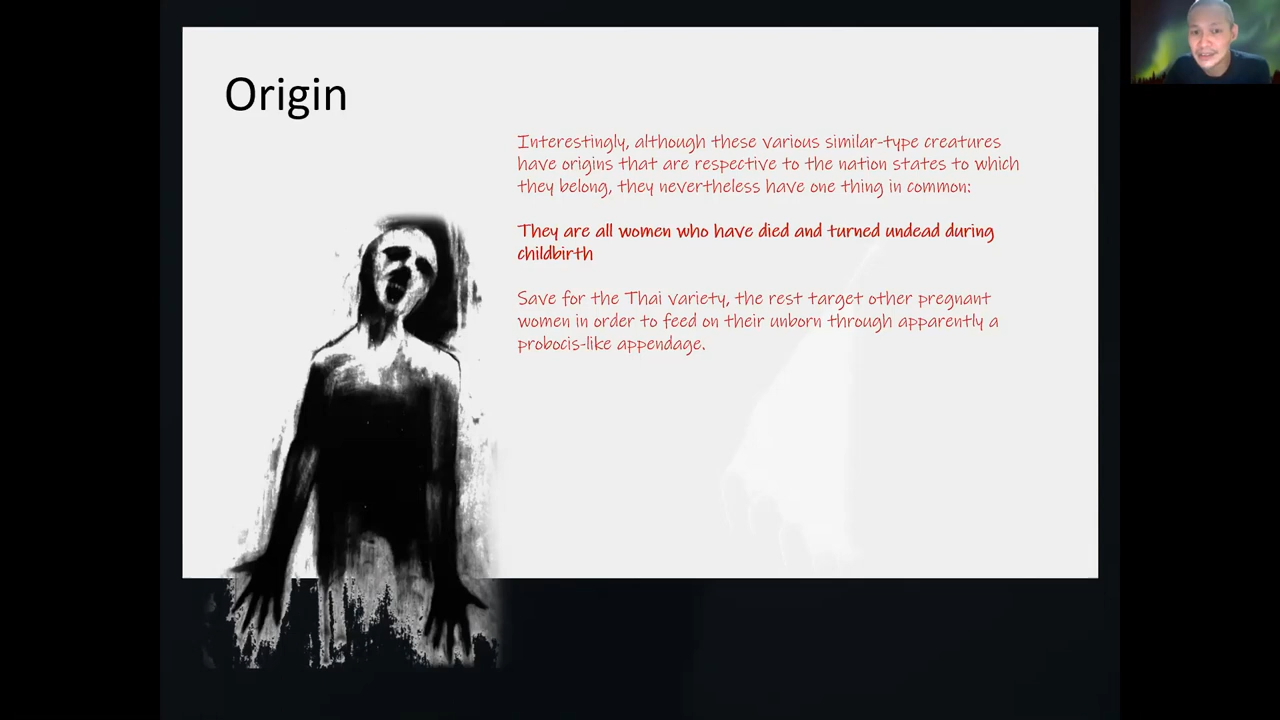 Origin
Interestingly, although these various similar-type creatures
have origins that are respective to the nation states to which
they belong, they nevertheless have one thing in common:
They are all women who have died and turned undead during
childbirth
Save for the Thai variety, the rest target other pregnant
women in order to feed on their unborn through apparently a
probocis-like appendage.